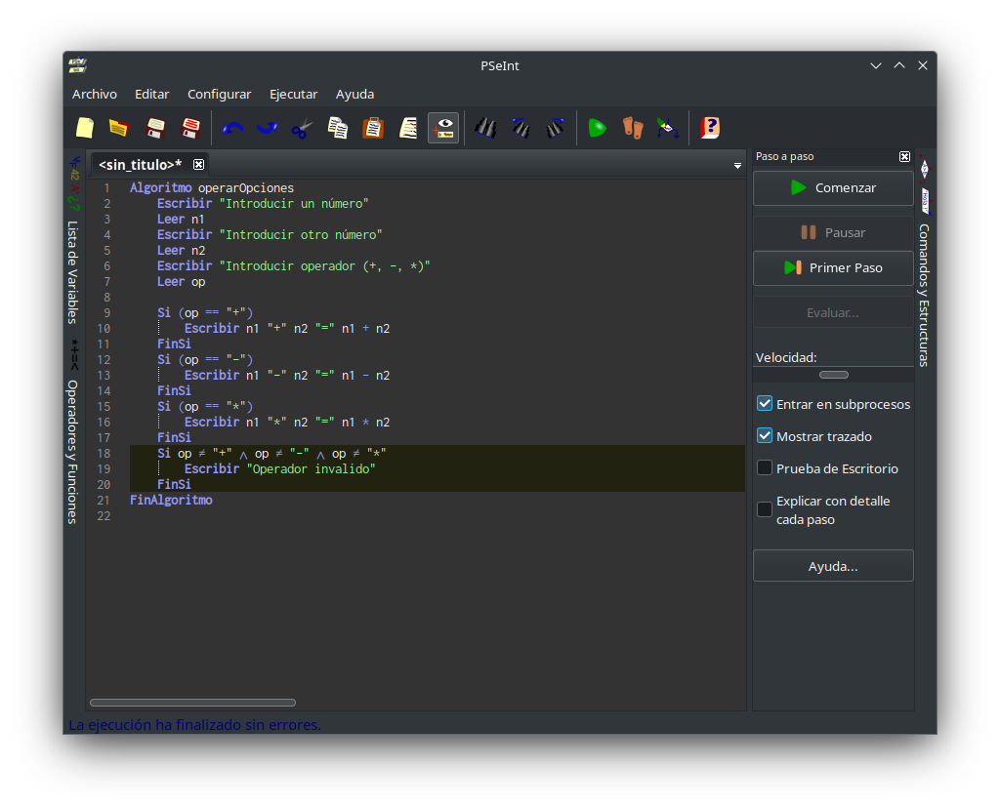 PSeInt
Archivo Editar Configurar Ejecutar Ayuda
<sin_titulo>*
1 Algoritmo operarOpciones
2 Escribir "Introducir un número"
3 Leer n1
4 Escribir "Introducir otro número"
5 Leer n2
6 Escribir "Introducir operador (+, -, *)"
7 Leer op
8
9 Si (op == "+")
10 Escribir n1 "+" n2 "=" n1 + n2
11 FinSi
12 Si (op == "-")
13 Escribir n1 "-" n2 "=" n1 - n2
14 FinSi
15 Si (op == "*")
16 Escribir n1 "*" n2 "=" n1 * n2
17 FinSi
18 Si op ≠ "+" ∧ op ≠ "-" ∧ op ≠ "*"
19 Escribir "Operador invalido"
20 FinSi
21 FinAlgoritmo
22
Lista de Variables
*+=<
Operadores y Funciones
Paso a paso
Comenzar
Pausar
Primer Paso
Evaluar...
Velocidad:
Entrar en subprocesos
Mostrar trazado
Prueba de Escritorio
Explicar con detalle
cada paso
Ayuda...
Comandos y Estructuras
La ejecución ha finalizado sin errores.